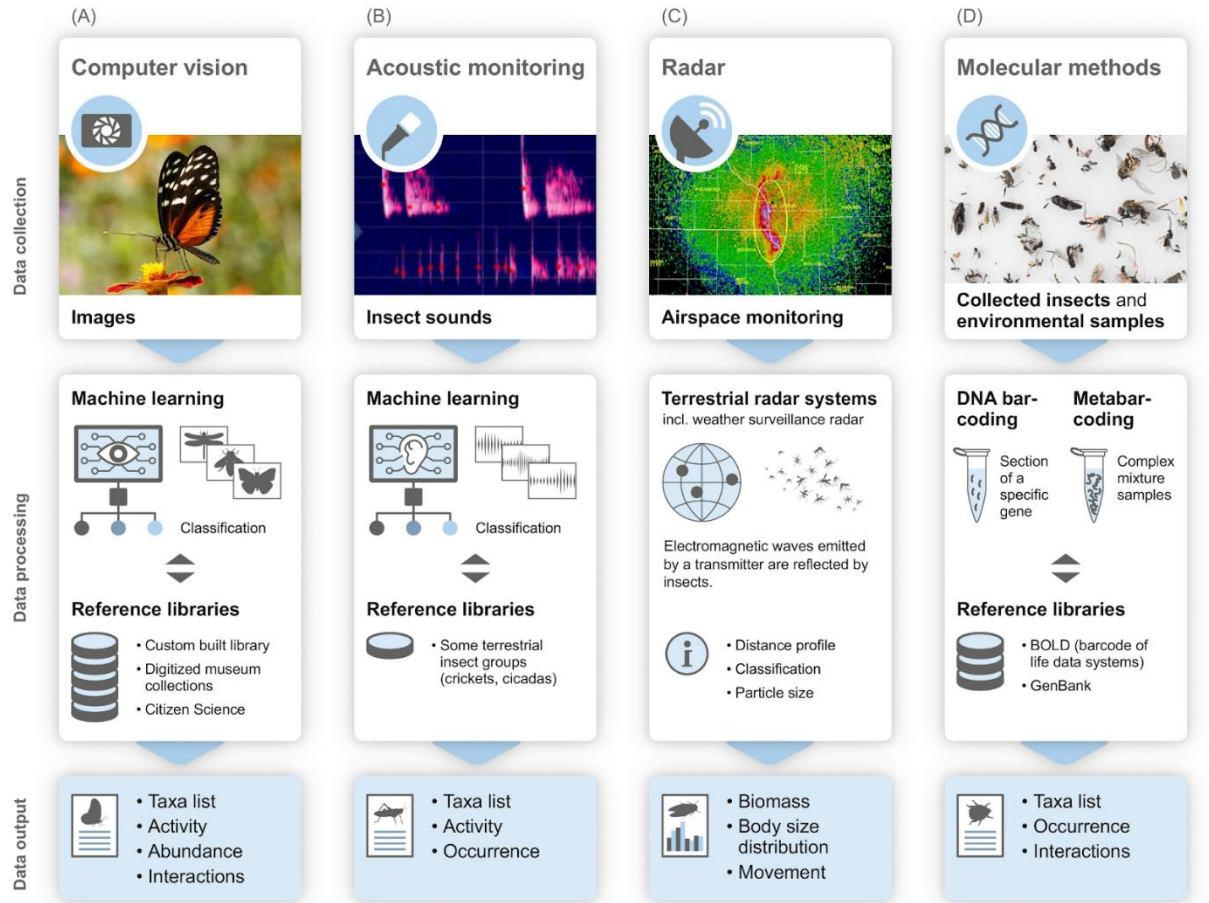 (A)
Computer vision
Images
Machine learning
Classification
Reference libraries
• Custom built library
• Digitized museum
collections
• Citizen Science
• Taxa list
• Activity
• Abundance
• Interactions
(B)
Acoustic monitoring
Insect sounds
Machine learning
Classification
Reference libraries
• Some terrestrial
insect groups
(crickets, cicadas)
• Taxa list
• Activity
• Occurrence
(C)
Radar
Airspace monitoring
Terrestrial radar systems
incl. weather surveillance radar
Electromagnetic waves emitted
by a transmitter are reflected by
insects.
i
• Distance profile
• Classification
• Particle size
• Biomass
• Body size
distribution
• Movement
(D)
Molecular methods
Collected insects and
environmental samples
DNA bar-
coding
Section
of a
specific
gene
Metabar-
coding
Complex
mixture
samples
Reference libraries
• BOLD (barcode of
life data systems)
• GenBank
• Taxa list
• Occurrence
• Interactions
Data collection
Data processing
Data output